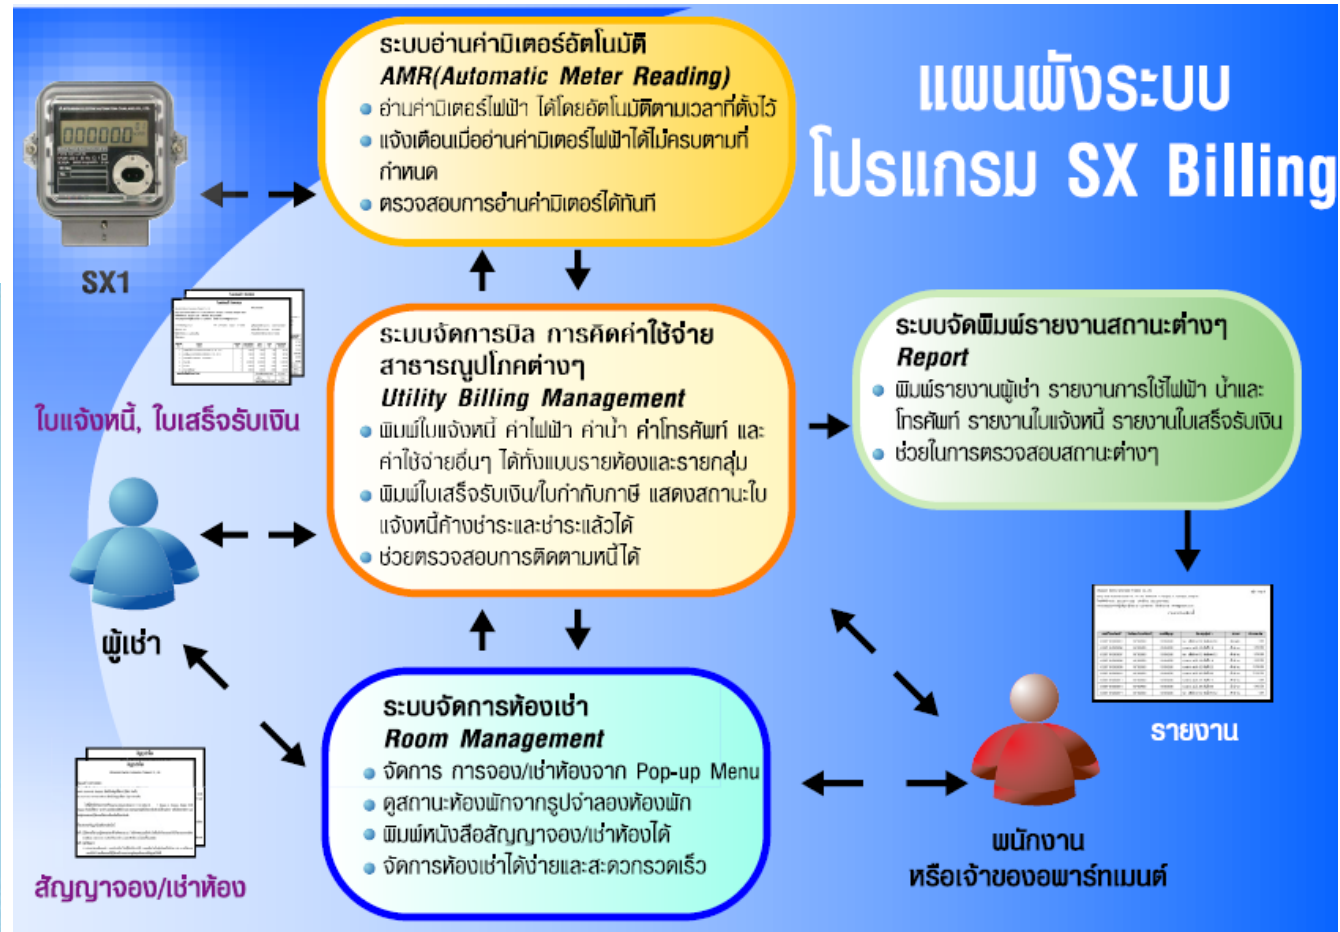 แผนผังระบบ
โปรแกรม SX Billing
ระบบอ่านค่ามิเตอร์อัตโนมัติ
AMR(Automatic Meter Reading)
อ่านค่ามิเตอร์ไฟฟ้า ได้โดยอัตโนมัติตามเวลาที่ตั้งไว้
แจ้งเตือนเมื่ออ่านค่ามิเตอร์ไฟฟ้าได้ไม่ครบตามที่
กำหนด
ตรวจสอบการอ่านค่ามิเตอร์ได้ทันที
000000
SX1
ระบบจัดการบิล การคิดค่าใช้จ่าย
สาธารณูปโภคต่างๆ
Utility Billing Management
พิมพ์ใบแจ้งหนี้ ค่าไฟฟ้า ค่าน้ำ ค่าโทรศัพท์ และ
ค่าใช้จ่ายอื่นๆ ได้ทั้งแบบรายห้องและรายกลุ่ม
พิมพ์ใบเสร็จรับเงิน/ใบกำกับภาษี แสดงสถานะใบ
แจ้งหนี้ค้างชำระและชำระแล้วได้
ช่วยตรวจสอบการติดตามหนี้ได้
ใบแจ้งหนี้, ใบเสร็จรับเงิน
ระบบจัดพิมพ์รายงานสถานะต่างๆ
Report
พิมพ์รายงานผู้เช่า รายงานการใช้ไฟฟ้า น้ำและ
โทรศัพท์ รายงานใบแจ้งหนี้ รายงานใบเสร็จรับเงิน
ช่วยในการตรวจสอบสถานะต่างๆ
ผู้เช่า
รายงาน
ระบบจัดการห้องเช่า
Room Management
จัดการ การจอง/เช่าห้องจาก Pop-up Menu
ดูสถานะห้องพักจากรูปจำลองห้องพัก
พิมพ์หนังสือสัญญาจอง/เช่าห้องได้
จัดการห้องเช่าได้ง่ายและสะดวกรวดเร็ว
สัญญาจอง/เช่าห้อง
พนักงาน
หรือเจ้าของอพาร์ทเมนต์